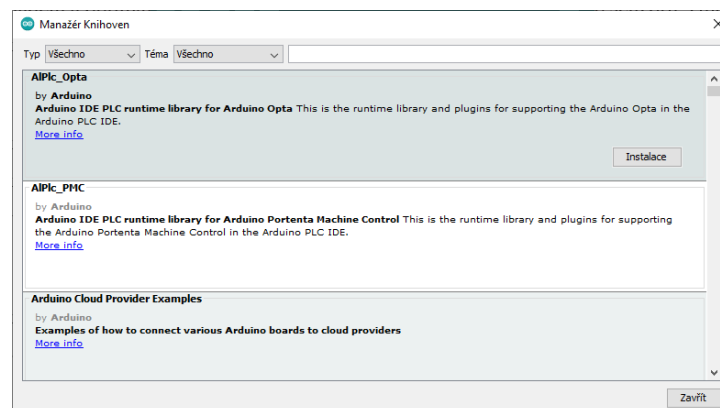 Manažér Knihoven
Typ Všechno Téma Všechno
AlPlc_Opta
by Arduino
Arduino IDE PLC runtime library for Arduino Opta This is the runtime library and plugins for supporting the Arduino Opta in the
Arduino PLC IDE.
More info
Instalace
AlPlc_PMC
by Arduino
Arduino IDE PLC runtime library for Arduino Portenta Machine Control This is the runtime library and plugins for supporting
the Arduino Portenta Machine Control in the Arduino PLC IDE.
More info
Arduino Cloud Provider Examples
by Arduino
Examples of how to connect various Arduino boards to cloud providers
More info
Zavřít